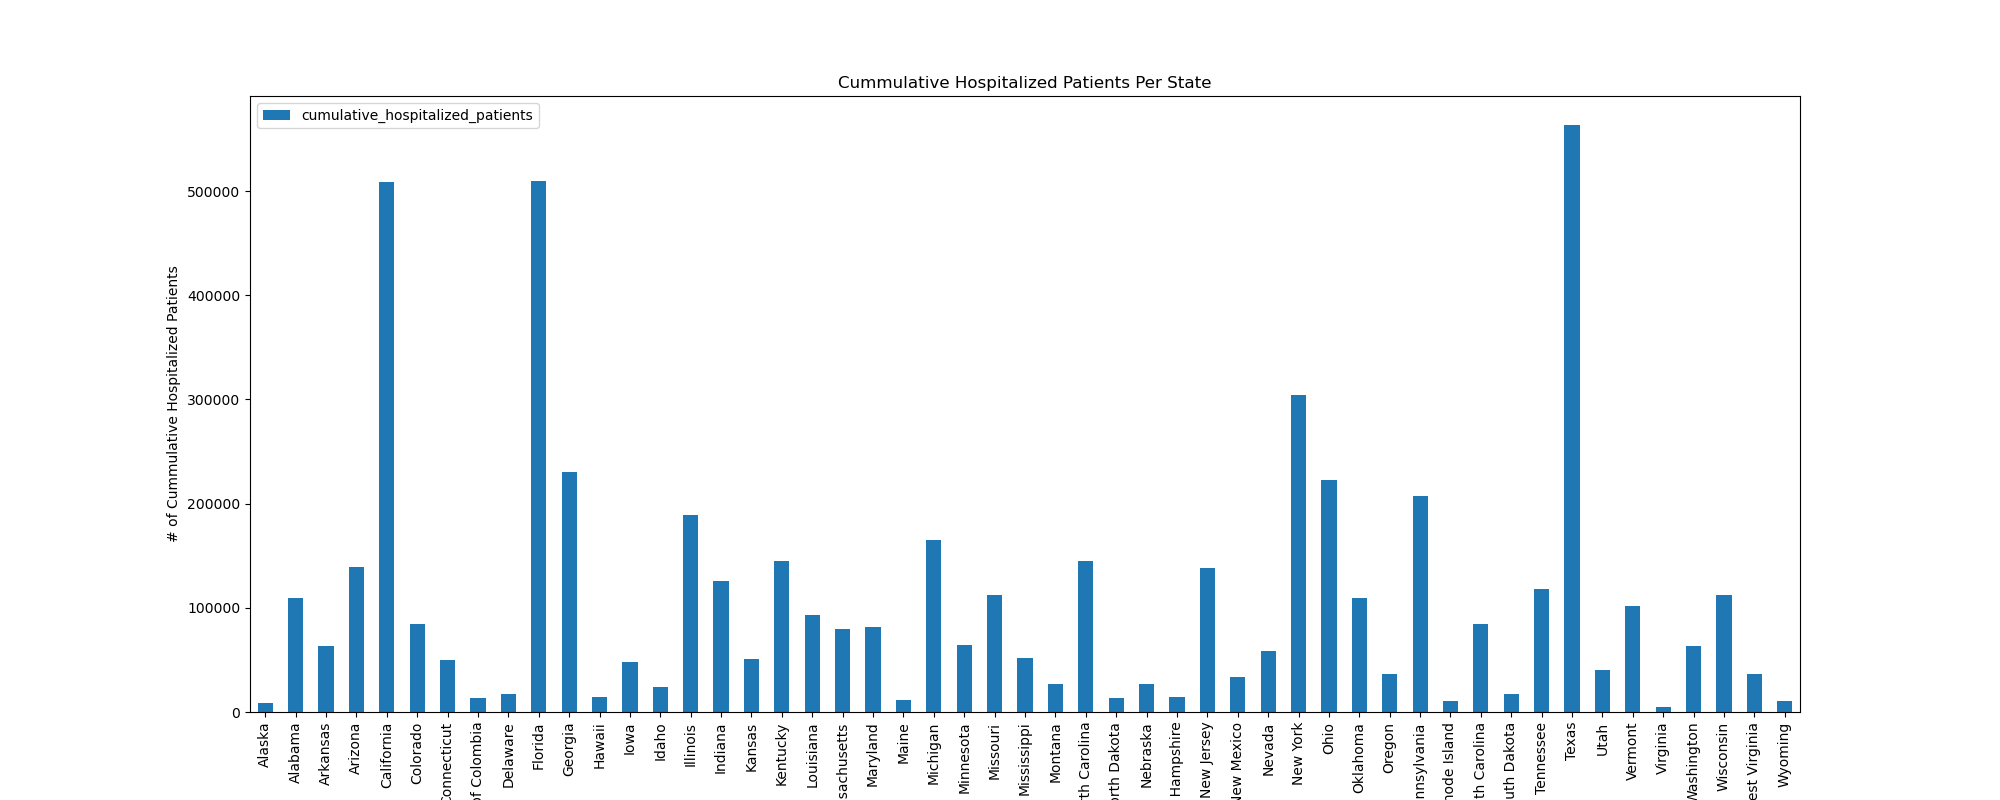 Cummulative Hospitalized Patients Per State
cumulative_hospitalized_patients
# of Cummulative Hospitalized Patients
500000
400000
300000
200000
100000
0
Alaska
Alabama
Arkansas
Arizona
California
Colorado
Connecticut
of Colombia
Delaware
Florida
Georgia
Hawaii
Iowa
Idaho
Illinois
Indiana
Kansas
Kentucky
Louisiana
sachusetts
Maryland
Maine
Michigan
Minnesota
Missouri
Mississippi
Montana
th Carolina
orth Dakota
Nebraska
Hampshire
New Jersey
New Mexico
Nevada
New York
Ohio
Oklahoma
Oregon
nnsylvania
hode Island
th Carolina
uth Dakota
Tennessee
Texas
Utah
Vermont
Virginia
Washington
Wisconsin
est Virginia
Wyoming